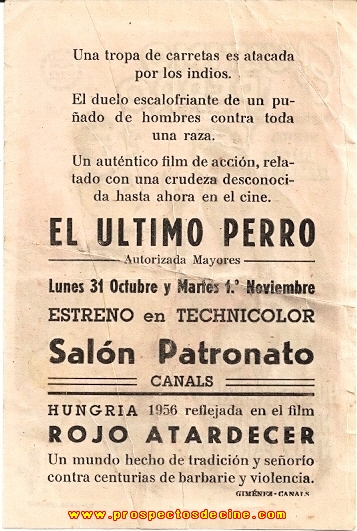 Una tropa de carretas es atacada
por los indios.
El duelo escalofriante de un pu-
ñado de hombres contra toda
una raza.
Un auténtico film de acción, rela-
tado con una crudeza desconoci-
da hasta ahora en el cine.
EL ULTIMO PERRO
Autorizada Mayores
Lunes 31 Octubre y Martes 1.º Noviembre
ESTRENO en TECHNICOLOR
Salón Patronato
CANALS
HUNGRIA 1956 reflejada en el film
ROJO ATARDECER
Un mundo hecho de tradición y señorío
contra centurias de barbarie y violencia.
GIMÉNEZ-CANALS
www.prospectosdecine.com